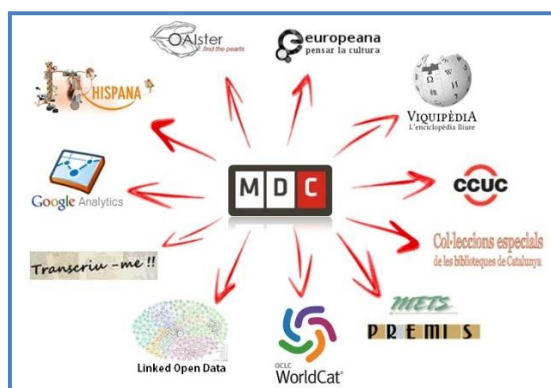 OAIster
find the pearls
europeana
pensar la cultura
HISPANA
VIQUIPÈDIA
L'enciclopèdia lliure
MDC
CCUC
Google Analytics
Col·leccions especials
de les biblioteques de Catalunya
Transcriu-me!!
METS
PREMIS
Linked Open Data
OCLC
WorldCat®